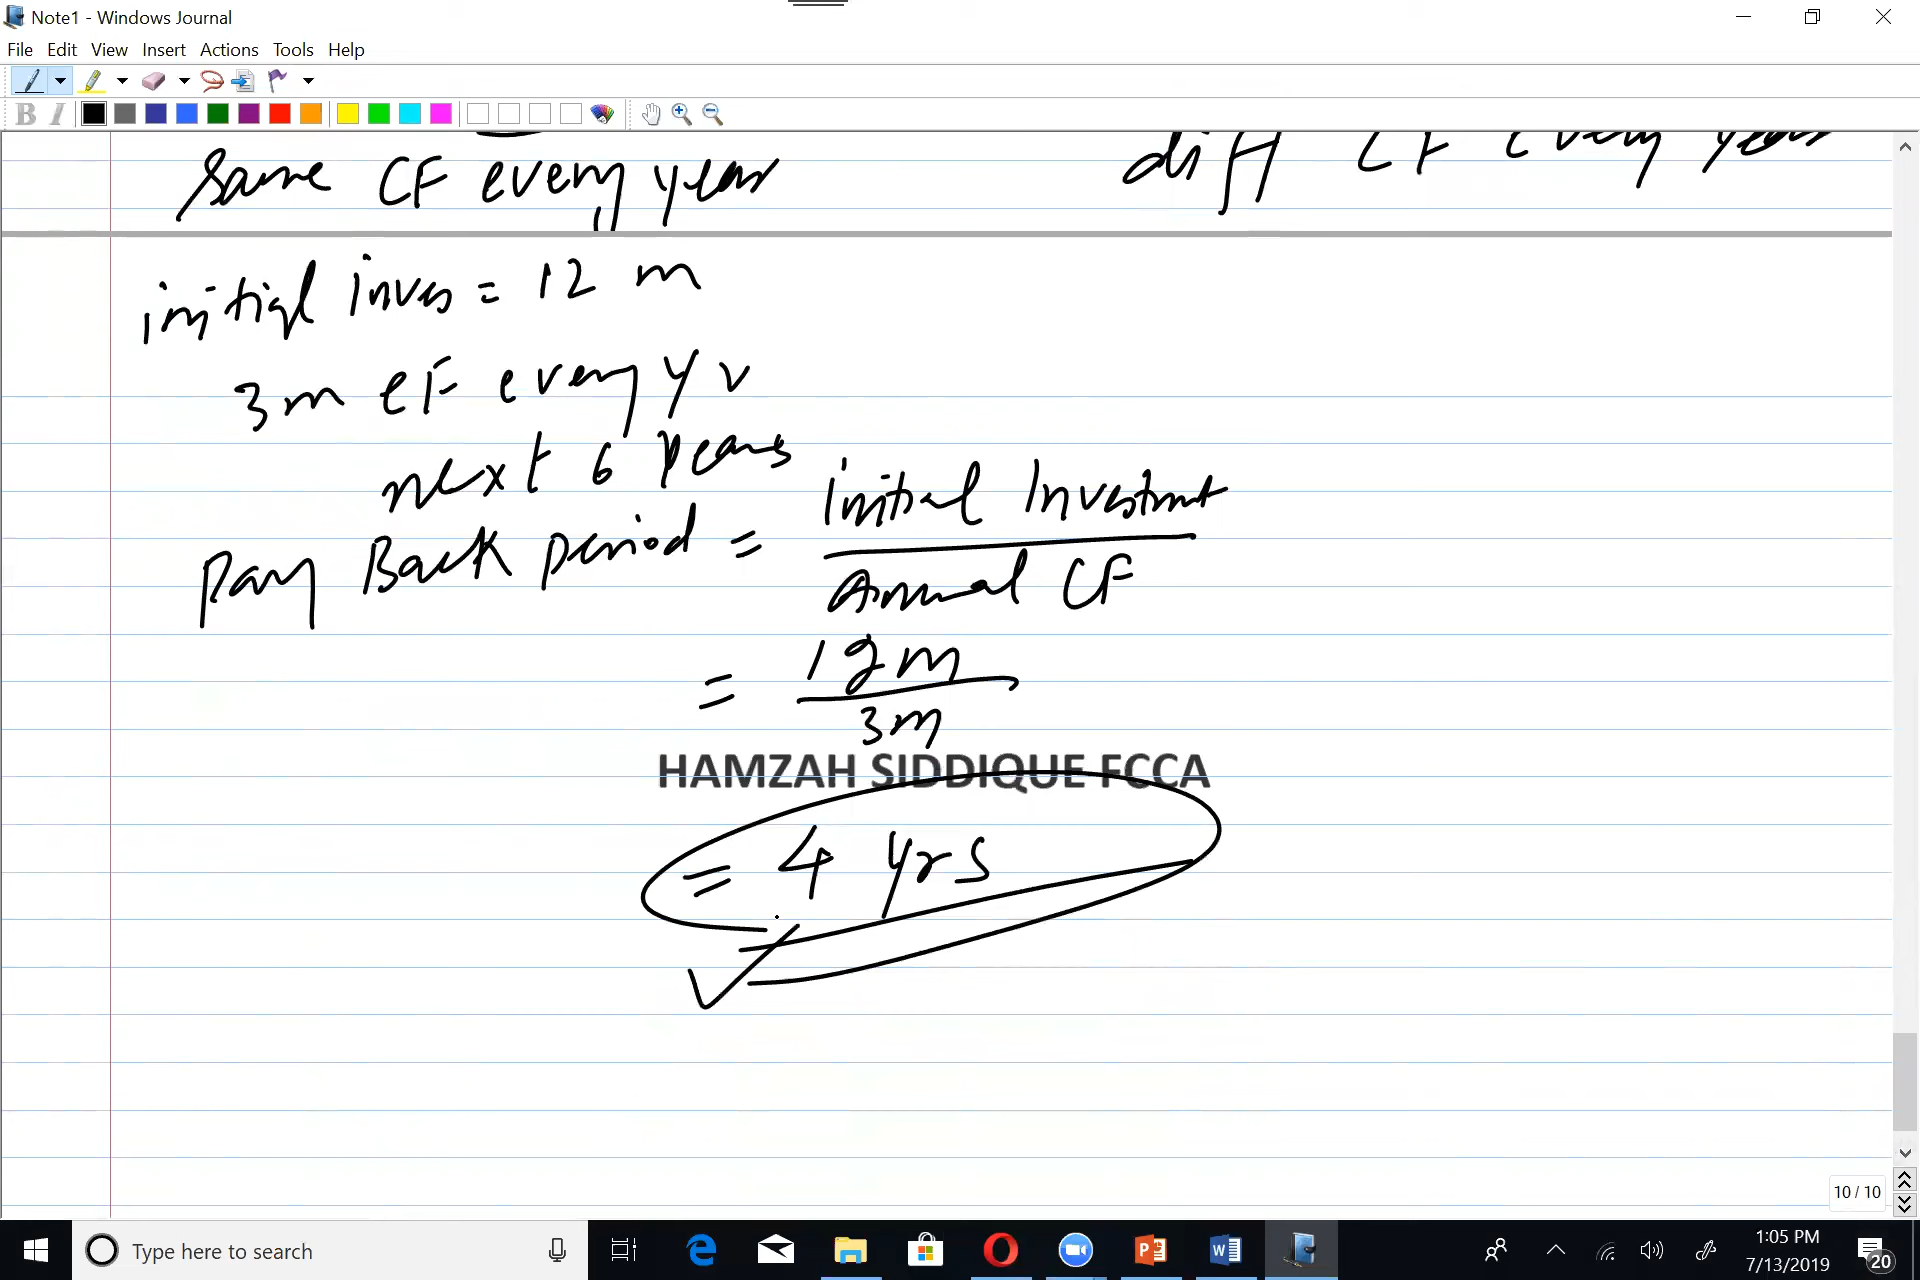 Note1 - Windows Journal
File Edit View Insert Actions Tools Help
B I
Same CF every year
diff CF every year
initial inves = 12 m
3m CF every yr
next 6 years
Pay Back period = Initial Investmt
Annual CF
= 12m
3m
HAMZAH SIDDIQUE FCCA
= 4 yrs
10 / 10
Type here to search
1:05 PM
7/13/2019
20